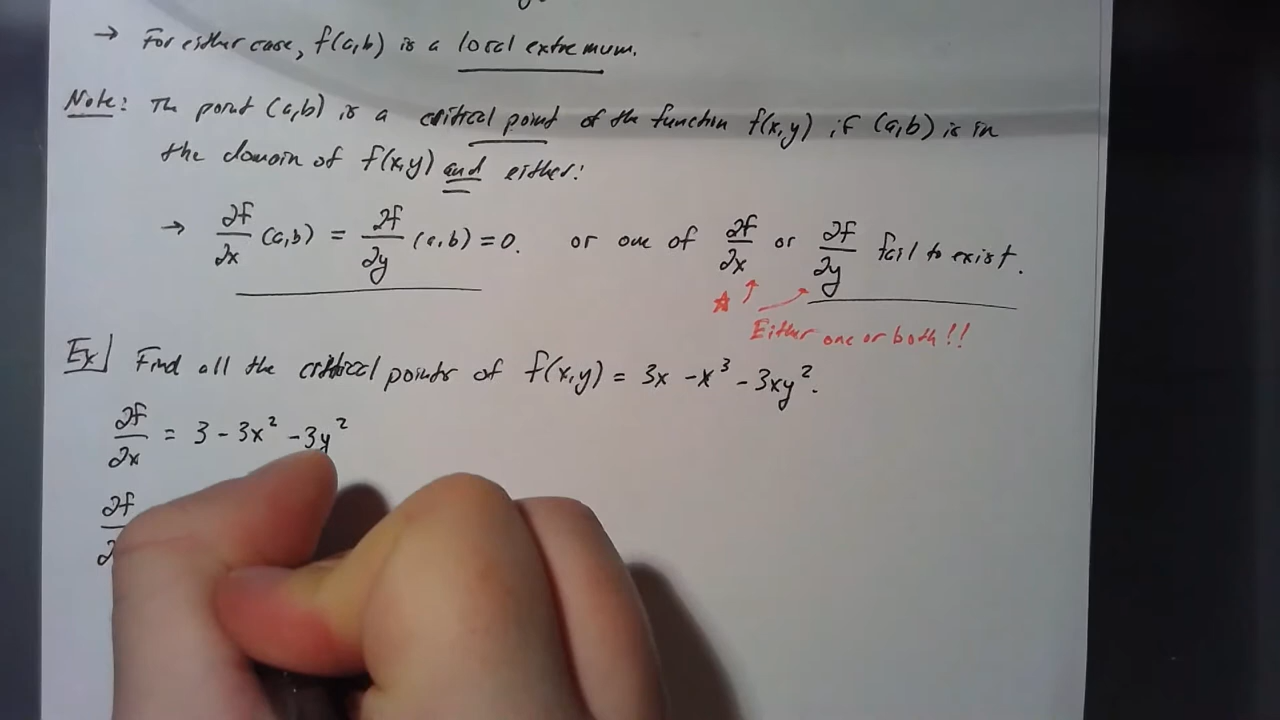 → For either case, f(a,b) is a local extremum.
Note: The point (a,b) is a critical point of the function f(x,y) if (a,b) is in
the domain of f(x,y) and either:
→ ∂f/∂x (a,b) = ∂f/∂y (a,b) = 0. or one of ∂f/∂x or ∂f/∂y fail to exist.
Either one or both!!
Ex] Find all the critical points of f(x,y) = 3x - x³ - 3xy².
∂f/∂x = 3 - 3x² - 3y²
∂f